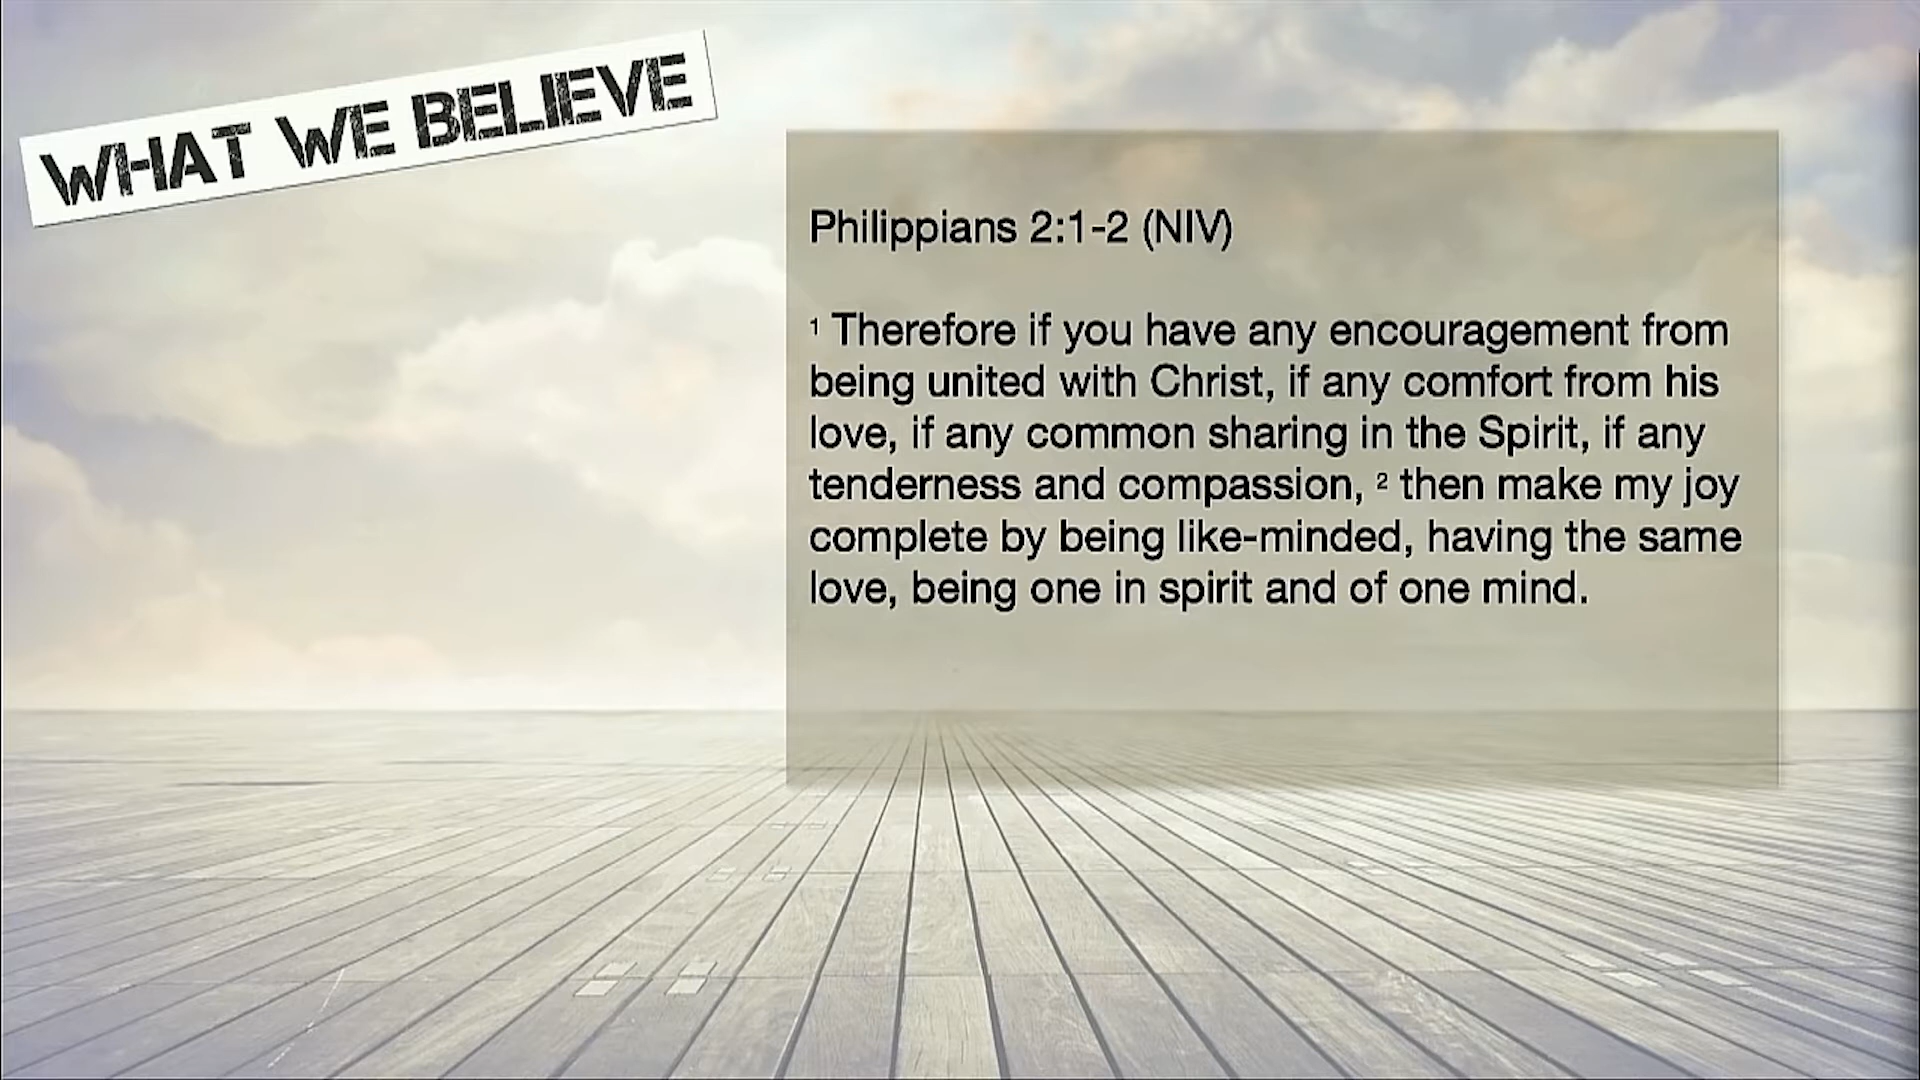 WHAT WE BELIEVE
Philippians 2:1-2 (NIV)
¹ Therefore if you have any encouragement from
being united with Christ, if any comfort from his
love, if any common sharing in the Spirit, if any
tenderness and compassion, ² then make my joy
complete by being like-minded, having the same
love, being one in spirit and of one mind.